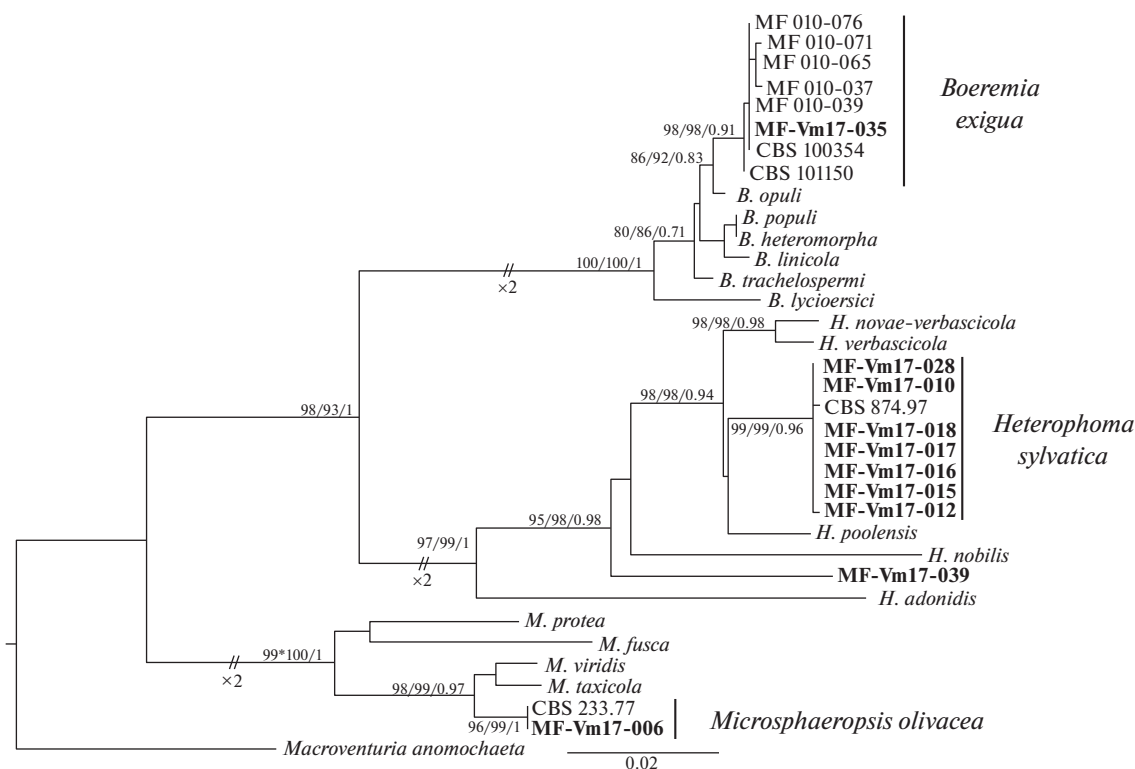 MF 010-076
MF 010-071
MF 010-065
MF 010-037
MF 010-039
MF-Vm17-035
CBS 100354
CBS 101150
Boeremia
exigua
98/98/0.91
86/92/0.83
B. opuli
B. populi
80/86/0.71
B. heteromorpha
B. linicola
100/100/1
B. trachelospermi
×2
B. lycioersici
98/98/0.98
H. novae-verbascicola
H. verbascicola
MF-Vm17-028
MF-Vm17-010
98/98/0.94
CBS 874.97
98/93/1
99/99/0.96
MF-Vm17-018
MF-Vm17-017
MF-Vm17-016
MF-Vm17-015
MF-Vm17-012
Heterophoma
sylvatica
95/98/0.98
H. poolensis
97/99/1
H. nobilis
×2
MF-Vm17-039
H. adonidis
M. protea
M. fusca
99*100/1
×2
M. viridis
M. taxicola
98/99/0.97
CBS 233.77
96/99/1
MF-Vm17-006
Microsphaeropsis olivacea
Macroventuria anomochaeta
0.02